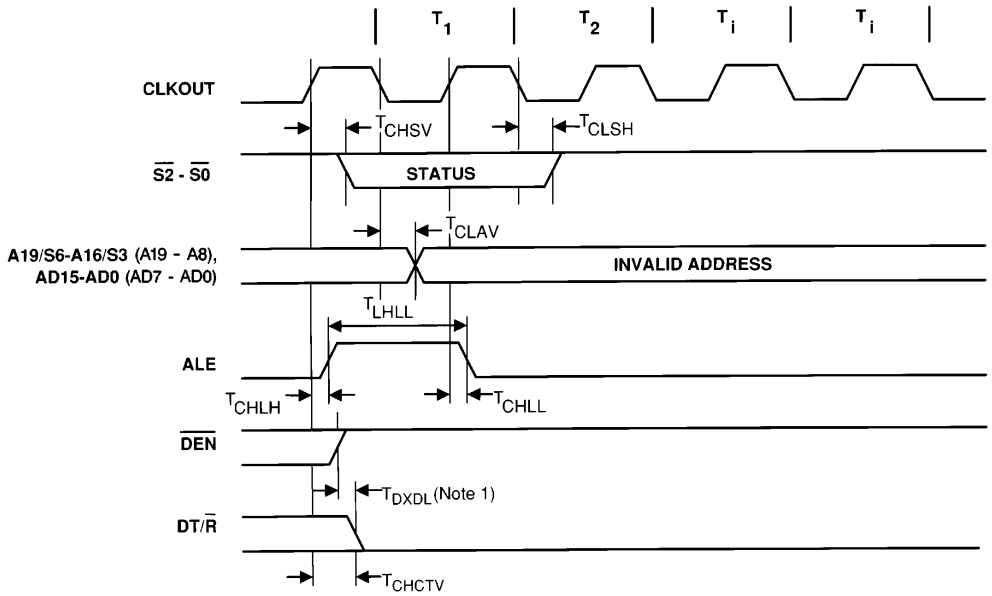 T1 T2 Ti Ti
CLKOUT
TCHSV TCLSH
S2 - S0 STATUS
TCLAV
A19/S6-A16/S3 (A19 - A8),
AD15-AD0 (AD7 - AD0)
INVALID ADDRESS
TLHLL
ALE
TCHLH TCHLL
DEN
TDXDL (Note 1)
DT/R
TCHCTV